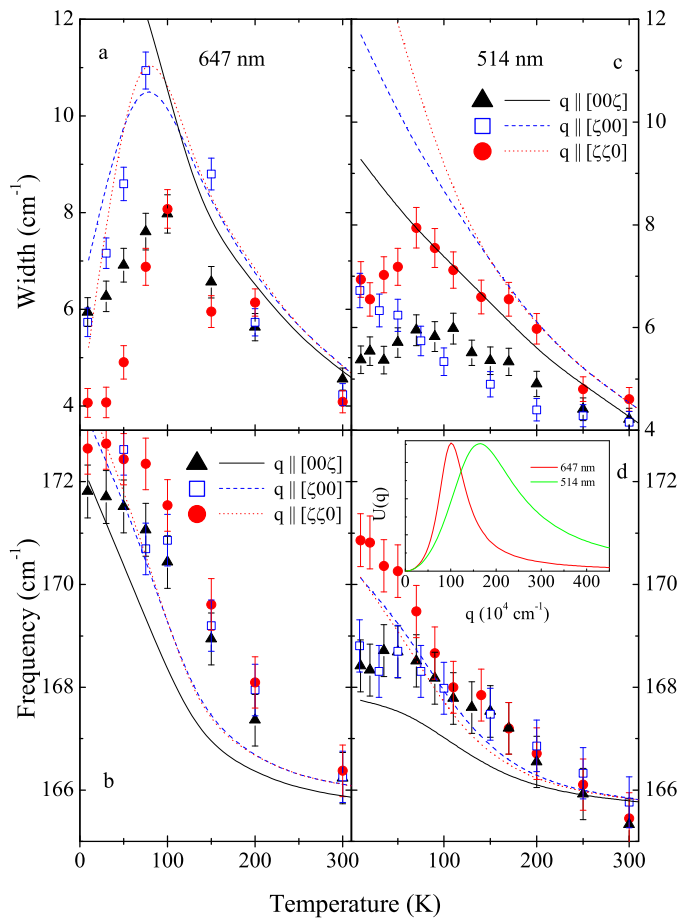 12
10
8
6
4
Width (cm⁻¹)
a
647 nm
514 nm
c
q || [00ζ]
q || [ζ00]
q || [ζζ0]
12
10
8
6
4
172
170
168
166
Frequency (cm⁻¹)
q || [00ζ]
q || [ζ00]
q || [ζζ0]
b
U(q)
647 nm
514 nm
0 100 200 300 400
q (10⁴ cm⁻¹)
d
172
170
168
166
0 100 200 300
0 100 200 300
Temperature (K)